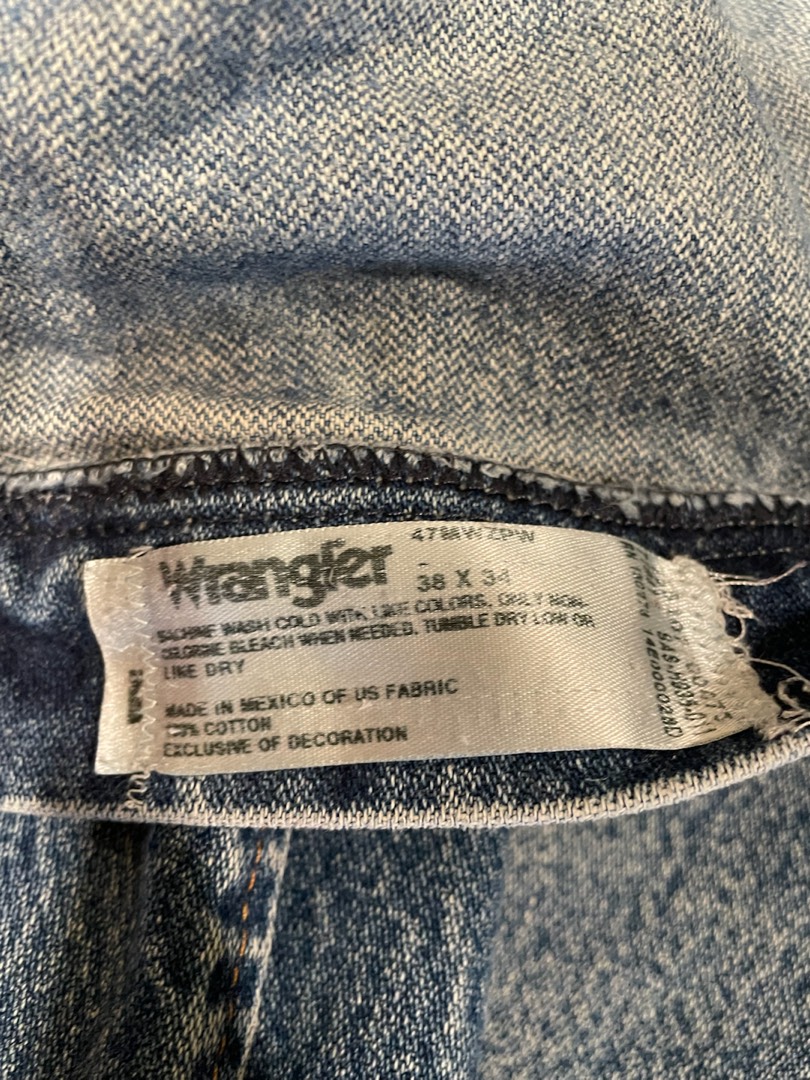 47MWZPW
Wrangler
38 X 34
MACHINE WASH COLD WITH LIKE COLORS, ONLY NON-
CHLORINE BLEACH WHEN NEEDED, TUMBLE DRY LOW OR
LINE DRY
MADE IN MEXICO OF US FABRIC
100% COTTON
EXCLUSIVE OF DECORATION